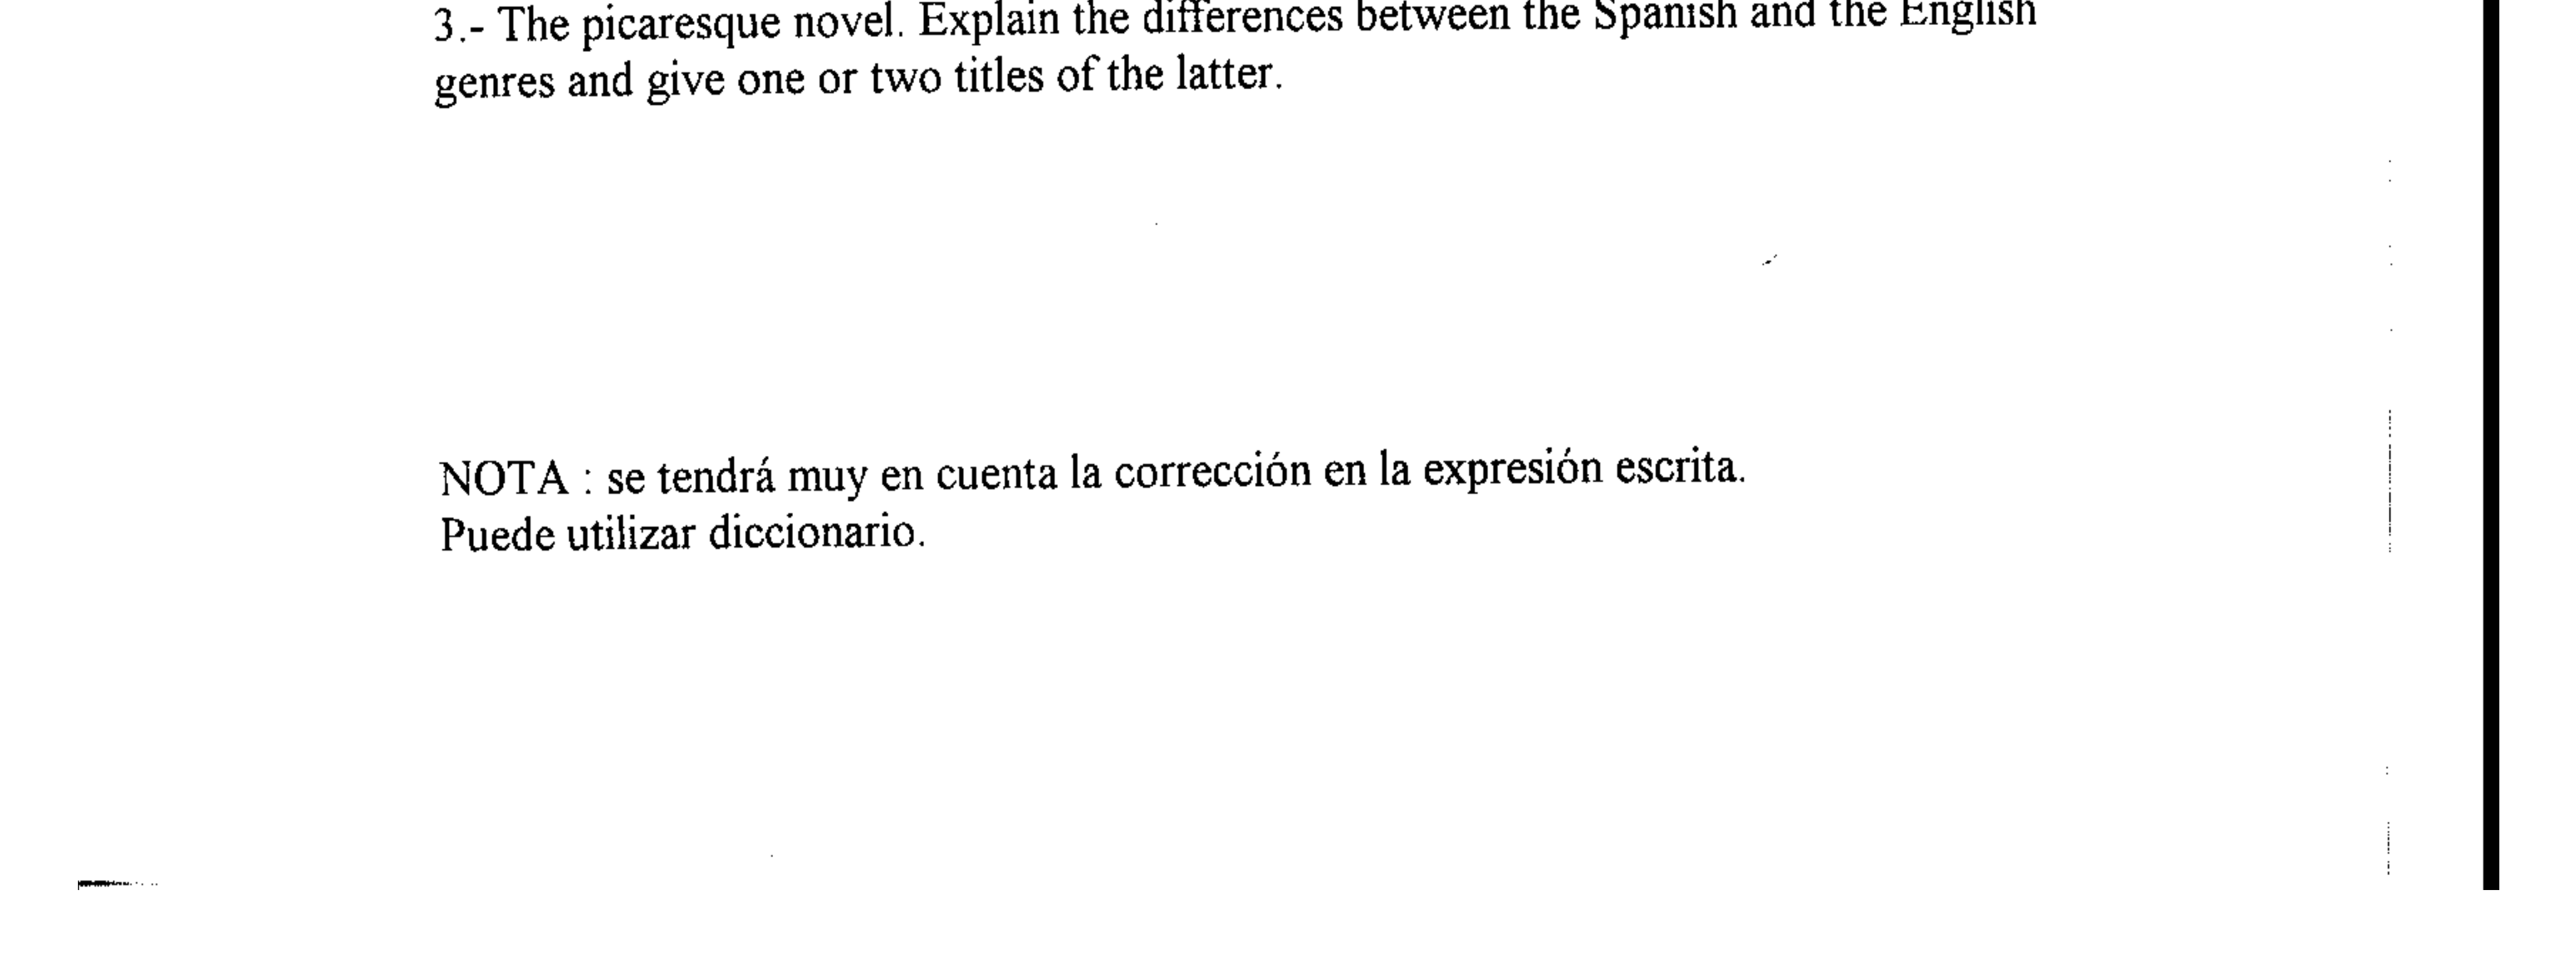 3.- The picaresque novel. Explain the differences between the Spanish and the English
genres and give one or two titles of the latter.
NOTA : se tendrá muy en cuenta la corrección en la expresión escrita.
Puede utilizar diccionario.